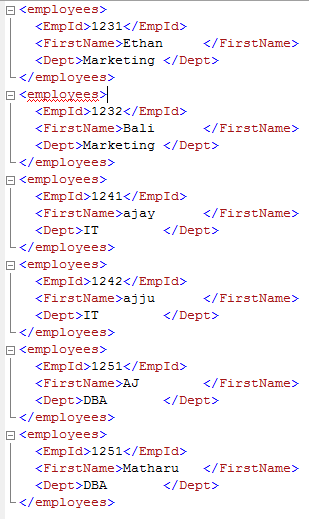 <employees>
<EmpId>1231</EmpId>
<FirstName>Ethan     </FirstName>
<Dept>Marketing </Dept>
</employees>
<employees>
<EmpId>1232</EmpId>
<FirstName>Bali      </FirstName>
<Dept>Marketing </Dept>
</employees>
<employees>
<EmpId>1241</EmpId>
<FirstName>ajay      </FirstName>
<Dept>IT        </Dept>
</employees>
<employees>
<EmpId>1242</EmpId>
<FirstName>ajju      </FirstName>
<Dept>IT        </Dept>
</employees>
<employees>
<EmpId>1251</EmpId>
<FirstName>AJ        </FirstName>
<Dept>DBA       </Dept>
</employees>
<employees>
<EmpId>1251</EmpId>
<FirstName>Matharu   </FirstName>
<Dept>DBA       </Dept>
</employees>